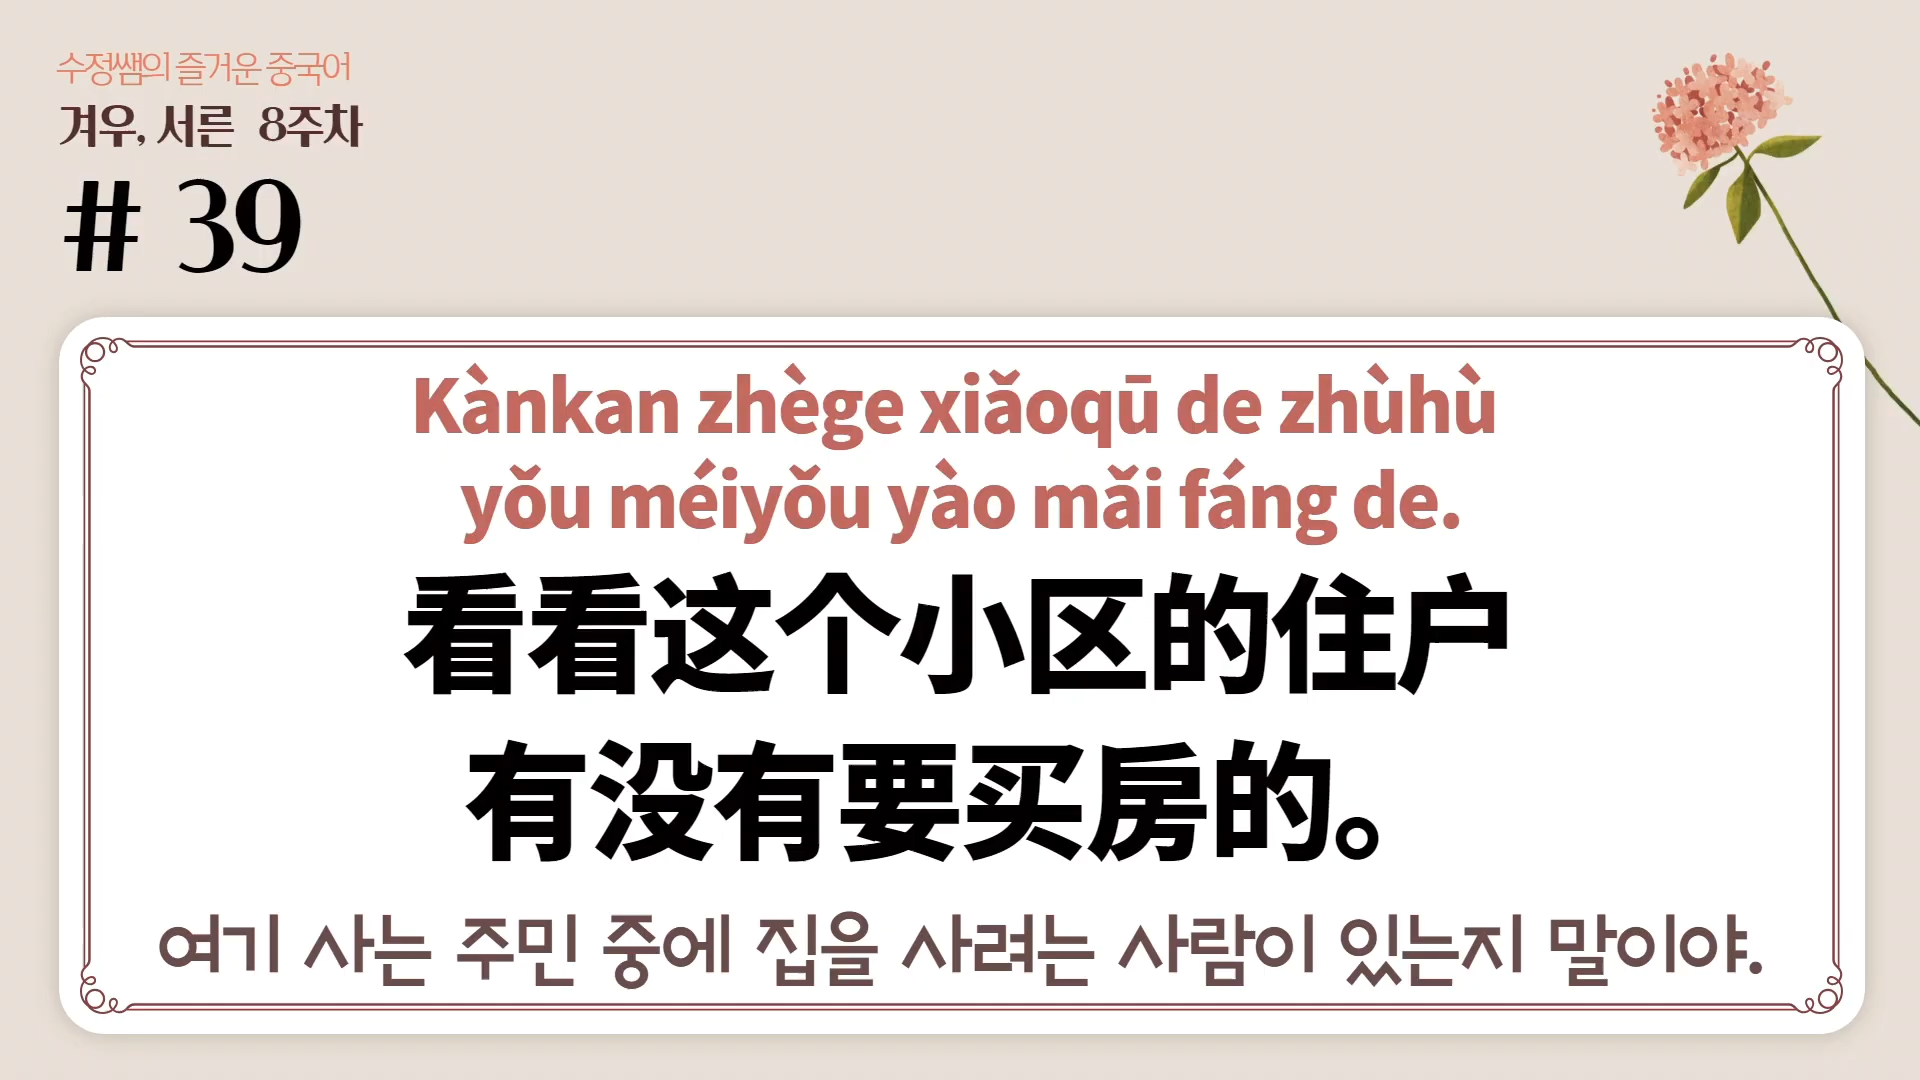 수정쌤의 즐거운 중국어
겨우, 서른 8주차
# 39
Kànkan zhège xiǎoqū de zhùhù
yǒu méiyǒu yào mǎi fáng de.
看看这个小区的住户
有没有要买房的。
여기 사는 주민 중에 집을 사려는 사람이 있는지 말이야.